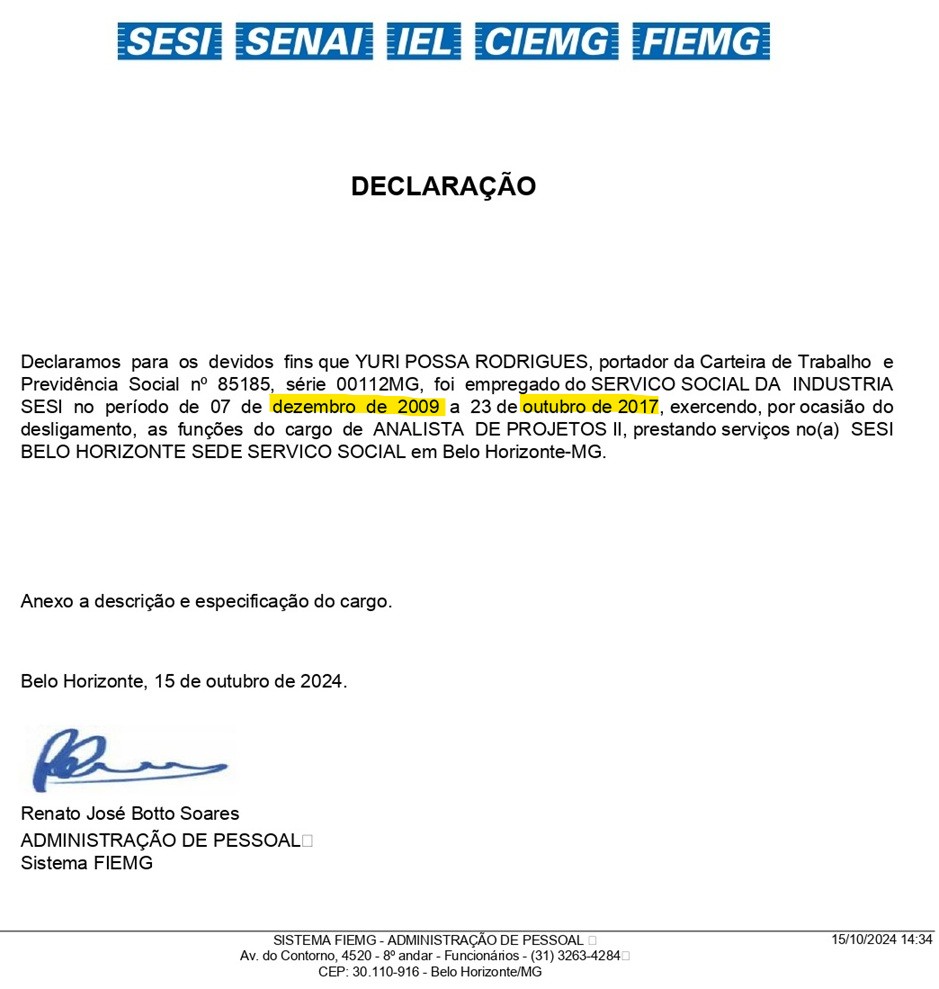 SESI SENAI IEL CIEMG FIEMG
DECLARAÇÃO
Declaramos para os devidos fins que YURI POSSA RODRIGUES, portador da Carteira de Trabalho e
Previdência Social nº 85185, série 00112MG, foi empregado do SERVICO SOCIAL DA INDUSTRIA
SESI no período de 07 de dezembro de 2009 a 23 de outubro de 2017, exercendo, por ocasião do
desligamento, as funções do cargo de ANALISTA DE PROJETOS II, prestando serviços no(a) SESI
BELO HORIZONTE SEDE SERVICO SOCIAL em Belo Horizonte-MG.
Anexo a descrição e especificação do cargo.
Belo Horizonte, 15 de outubro de 2024.
Renato José Botto Soares
ADMINISTRAÇÃO DE PESSOAL
Sistema FIEMG
SISTEMA FIEMG - ADMINISTRAÇÃO DE PESSOAL
15/10/2024 14:34
Av. do Contorno, 4520 - 8º andar - Funcionários - (31) 3263-4284
CEP: 30.110-916 - Belo Horizonte/MG